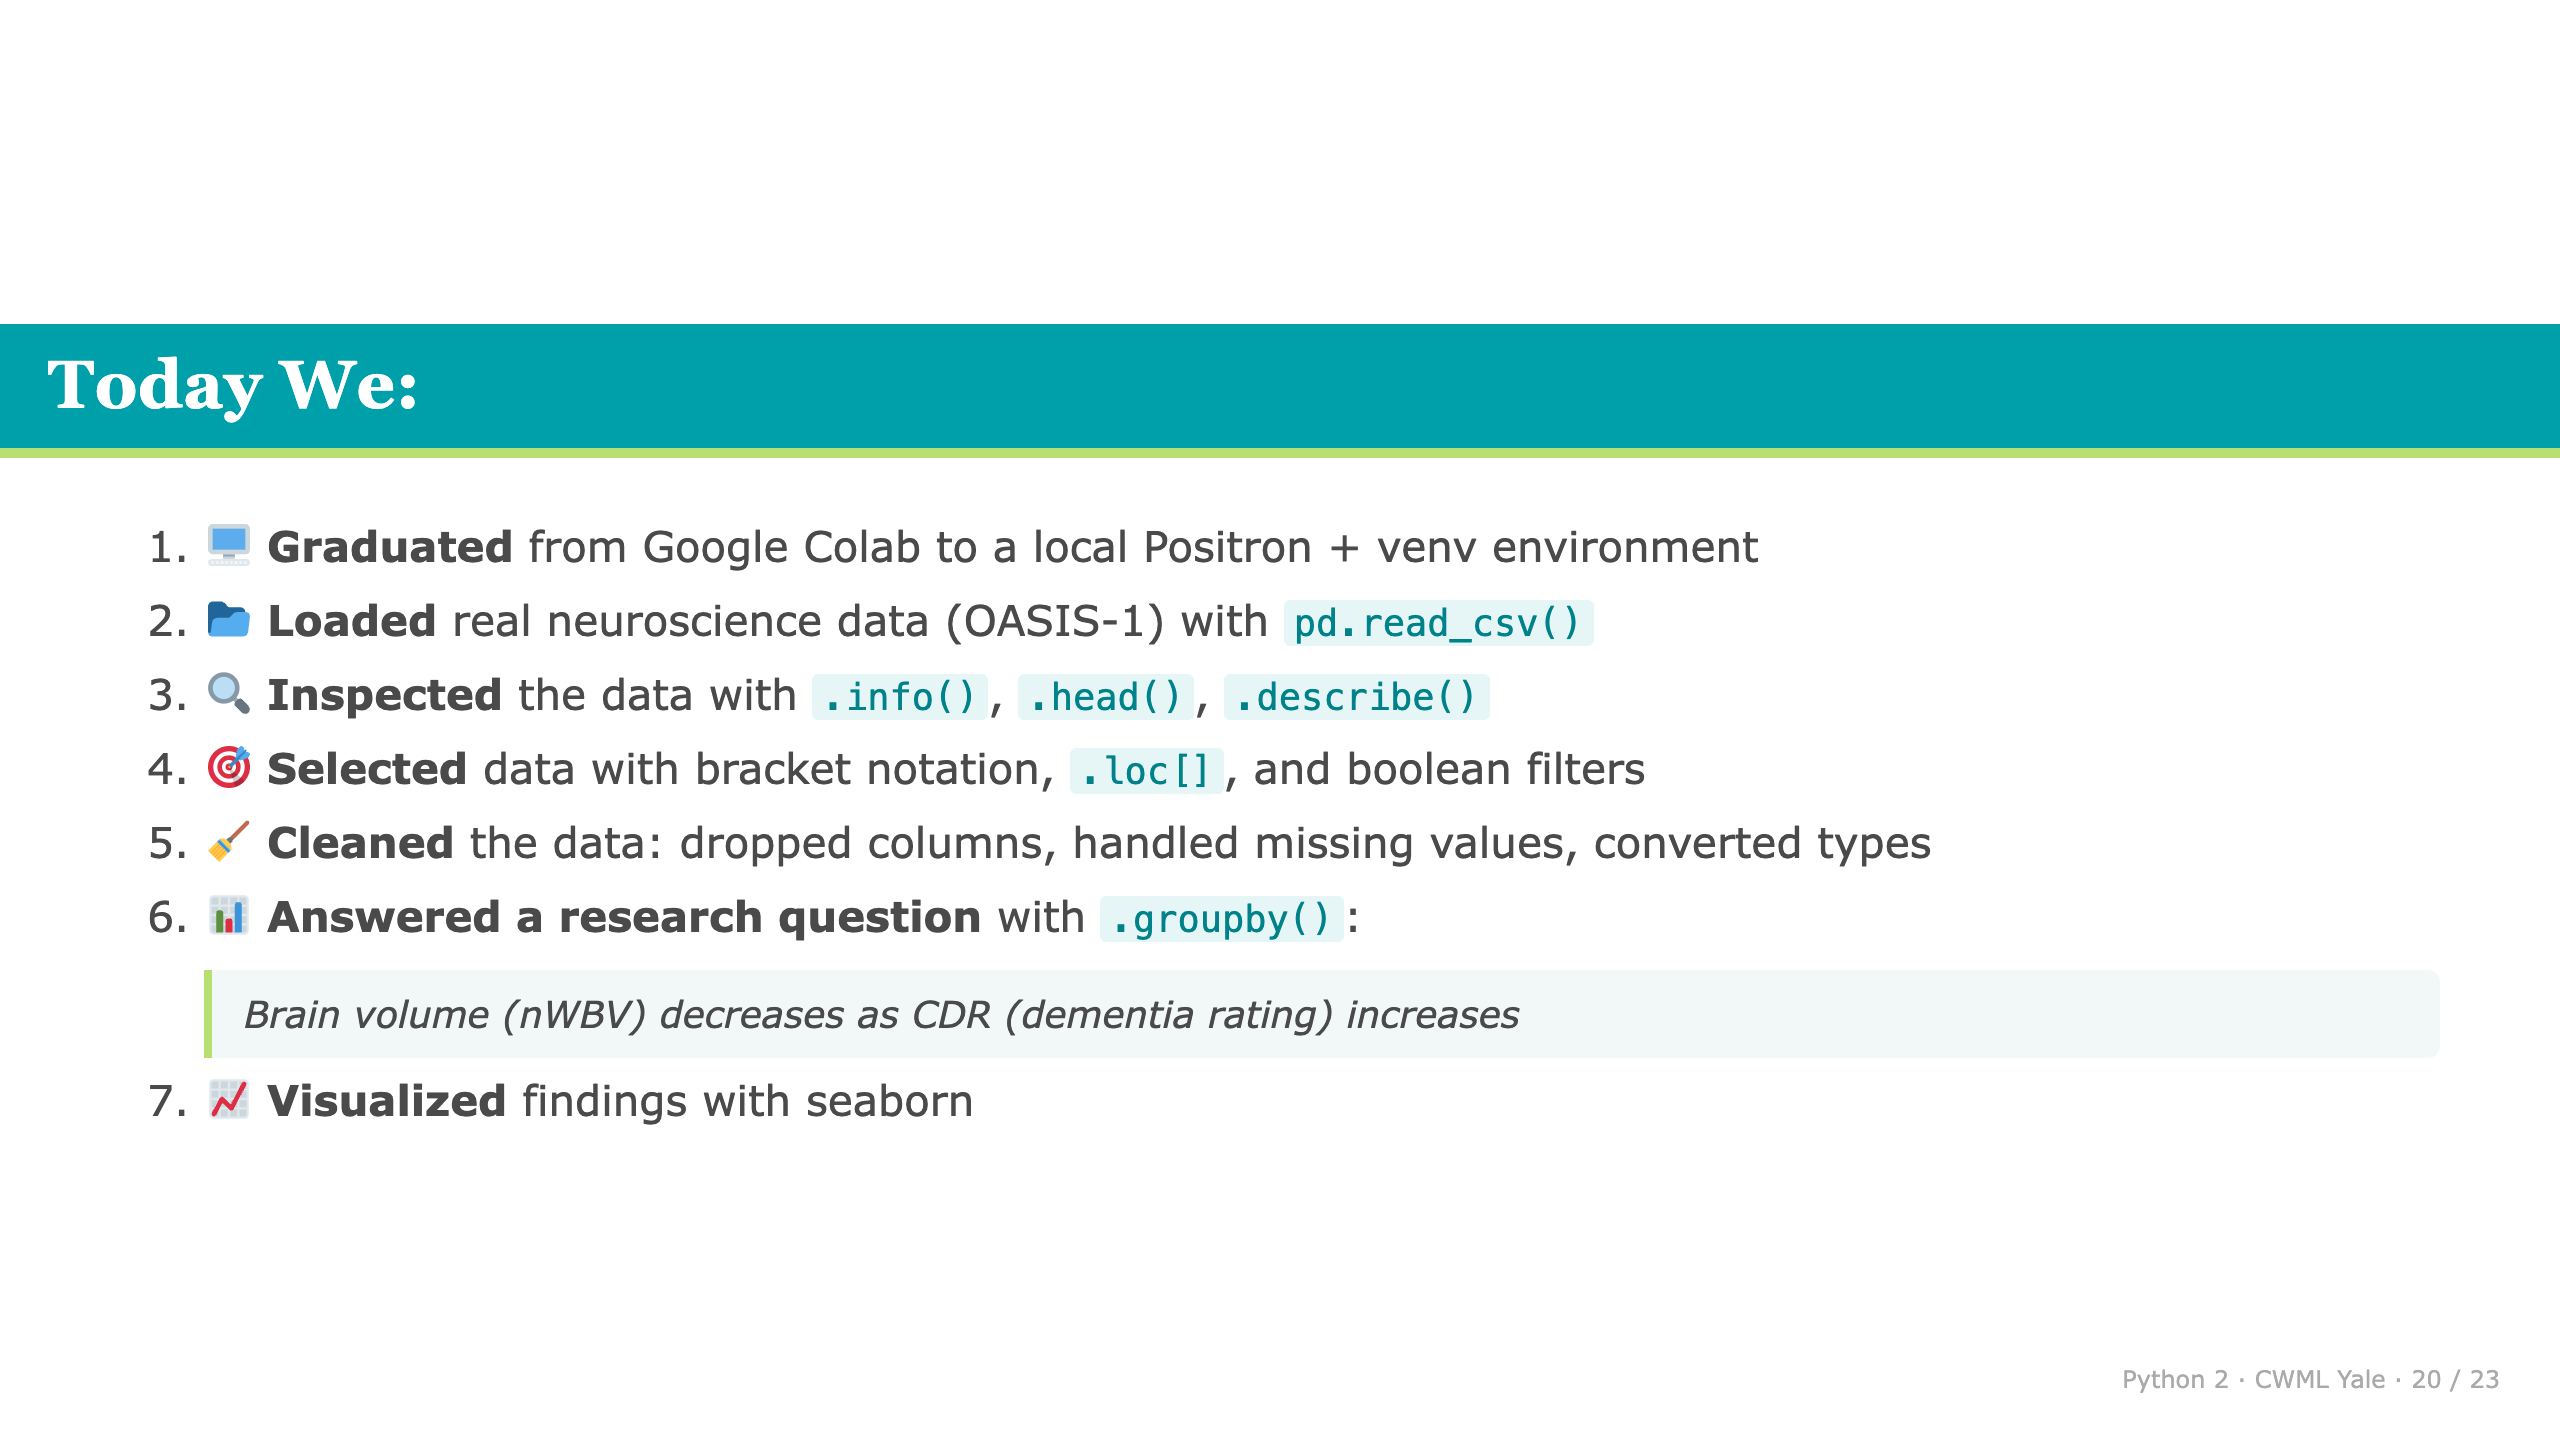 Today We:
1. 🖥️ Graduated from Google Colab to a local Positron + venv environment
2. 📂 Loaded real neuroscience data (OASIS-1) with pd.read_csv()
3. 🔍 Inspected the data with .info(), .head(), .describe()
4. 🎯 Selected data with bracket notation, .loc[], and boolean filters
5. 🧹 Cleaned the data: dropped columns, handled missing values, converted types
6. 📊 Answered a research question with .groupby():
Brain volume (nWBV) decreases as CDR (dementia rating) increases
7. 📈 Visualized findings with seaborn
Python 2 · CWML Yale · 20 / 23